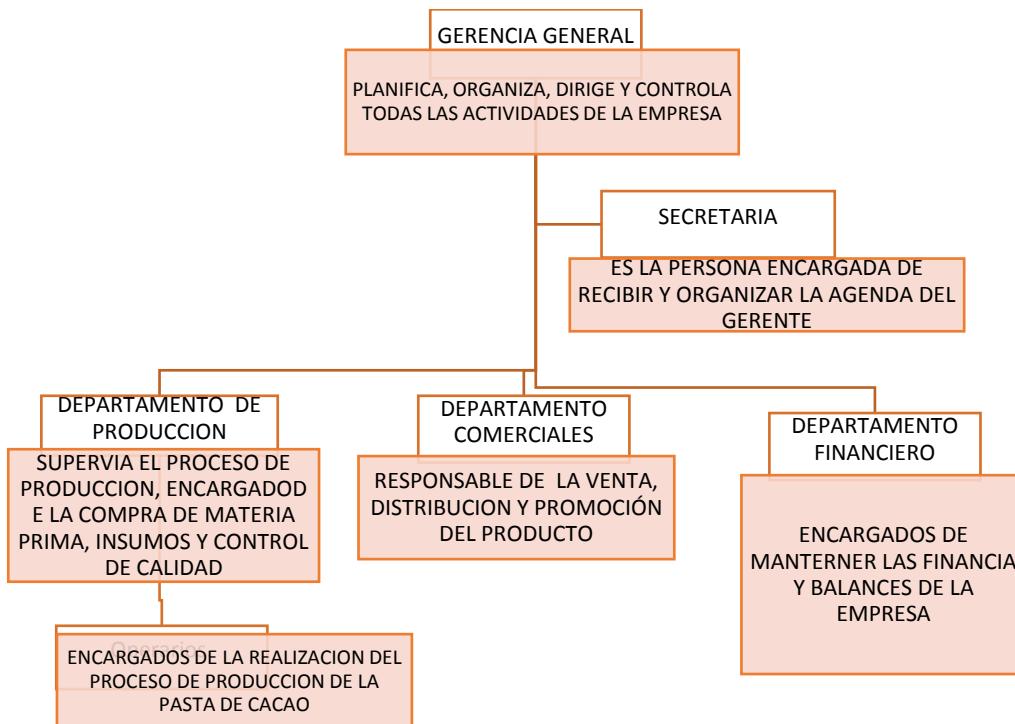 GERENCIA GENERAL
PLANIFICA, ORGANIZA, DIRIGE Y CONTROLA
TODAS LAS ACTIVIDADES DE LA EMPRESA
SECRETARIA
ES LA PERSONA ENCARGADA DE
RECIBIR Y ORGANIZAR LA AGENDA DEL
GERENTE
DEPARTAMENTO DE
PRODUCCION
SUPERVIA EL PROCESO DE
PRODUCCION, ENCARGADOD
E LA COMPRA DE MATERIA
PRIMA, INSUMOS Y CONTROL
DE CALIDAD
DEPARTAMENTO
COMERCIALES
RESPONSABLE DE LA VENTA,
DISTRIBUCION Y PROMOCIÓN
DEL PRODUCTO
DEPARTAMENTO
FINANCIERO
ENCARGADOS DE
MANTERNER LAS FINANCIA
Y BALANCES DE LA
EMPRESA
Operarios
ENCARGADOS DE LA REALIZACION DEL
PROCESO DE PRODUCCION DE LA
PASTA DE CACAO